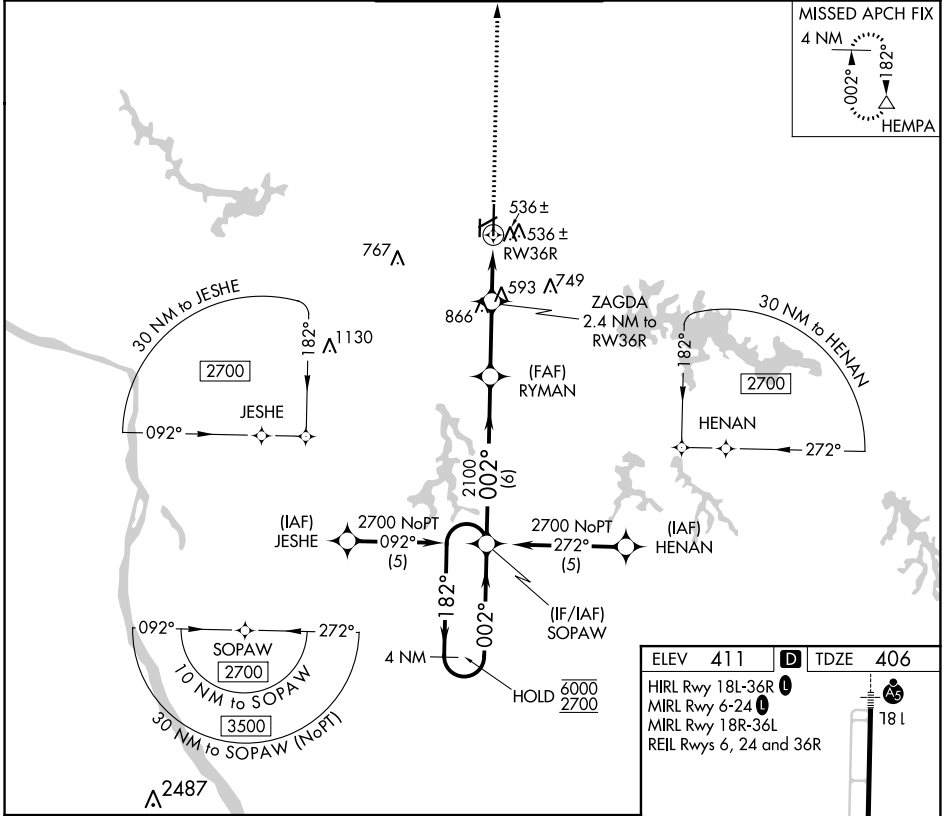 MISSED APCH FIX
4 NM
002°
182°
HEMPA
536±
536±
RW36R
767
593
749
866
ZAGDA
2.4 NM to
RW36R
30 NM to JESHE
182°
1130
2700
JESHE
092°
(FAF)
RYMAN
30 NM to HENAN
182°
2700
HENAN
272°
2100
002°
(6)
(IAF)
JESHE
2700 NoPT
092°
(5)
2700 NoPT
272°
(5)
(IAF)
HENAN
182°
002°
(IF/IAF)
SOPAW
4 NM
HOLD 6000
2700
092°
272°
SOPAW
2700
10 NM to SOPAW
3500
30 NM to SOPAW (NoPT)
2487
ELEV 411 D TDZE 406
HIRL Rwy 18L-36R L
MIRL Rwy 6-24 L
MIRL Rwy 18R-36L
REIL Rwys 6, 24 and 36R
A5
18L